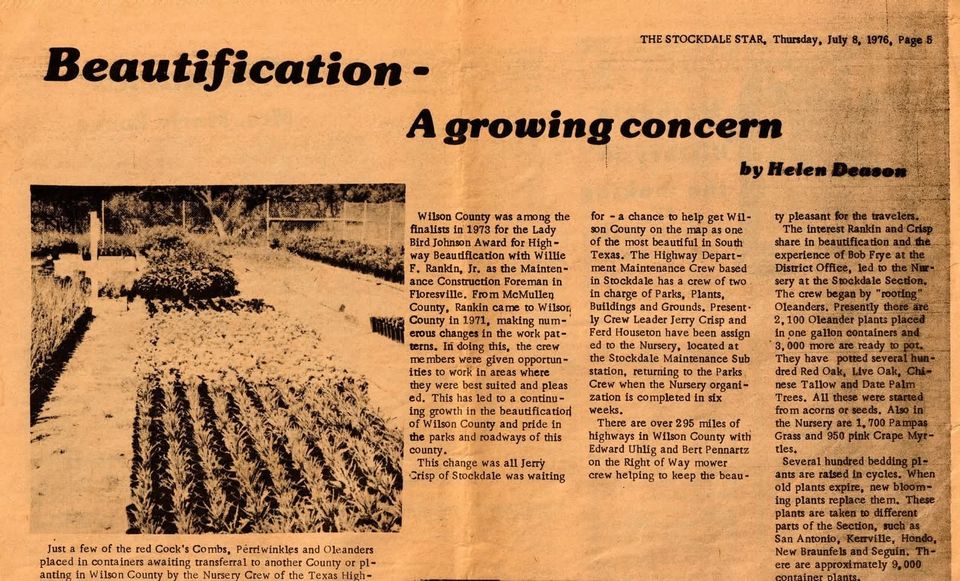 THE STOCKDALE STAR, Thursday, July 8, 1976, Page 5
Beautification -
A growing concern
by Helen Deason
Wilson County was among the
finalists in 1973 for the Lady
Bird Johnson Award for High-
way Beautification with Willie
F. Rankin, Jr. as the Mainten-
ance Construction Foreman in
Floresville. From McMullen
County, Rankin came to Wilson
County in 1971, making num-
erous changes in the work pat-
terns. In doing this, the crew
members were given opportun-
ities to work in areas where
they were best suited and pleas
ed. This has led to a continu-
ing growth in the beautification
of Wilson County and pride in
the parks and roadways of this
county.
This change was all Jerry
Crisp of Stockdale was waiting
for - a chance to help get Wil-
son County on the map as one
of the most beautiful in South
Texas. The Highway Depart-
ment Maintenance Crew based
in Stockdale has a crew of two
in charge of Parks, Plants,
Buildings and Grounds. Present-
ly Crew Leader Jerry Crisp and
Ferd Houseton have been assign
ed to the Nursery, located at
the Stockdale Maintenance Sub
station, returning to the Parks
Crew when the Nursery organi-
zation is completed in six
weeks.
There are over 295 miles of
highways in Wilson County with
Edward Uhlig and Bert Pennartz
on the Right of Way mower
crew helping to keep the beau-
ty pleasant for the travelers.
The interest Rankin and Crisp
share in beautification and the
experience of Bob Frye at the
District Office, led to the Nur-
sery at the Stockdale Section.
The crew began by "rooting"
Oleanders. Presently there are
2,100 Oleander plants placed
in one gallon containers and
3,000 more are ready to pot.
They have potted several hun-
dred Red Oak, Live Oak, Chi-
nese Tallow and Date Palm
Trees. All these were started
from acorns or seeds. Also in
the Nursery are 1,700 Pampas
Grass and 950 pink Crape Myr-
tles.
Several hundred bedding pl-
ants are raised in cycles. When
old plants expire, new bloom-
ing plants replace them. These
plants are taken to different
parts of the Section, such as
San Antonio, Kerrville, Hondo,
New Braunfels and Seguin. Th-
ere are approximately 9,000
container plants.
Just a few of the red Cock's Combs, Perriwinkles and Oleanders
placed in containers awaiting transferral to another County or pl-
anting in Wilson County by the Nursery Crew of the Texas High-